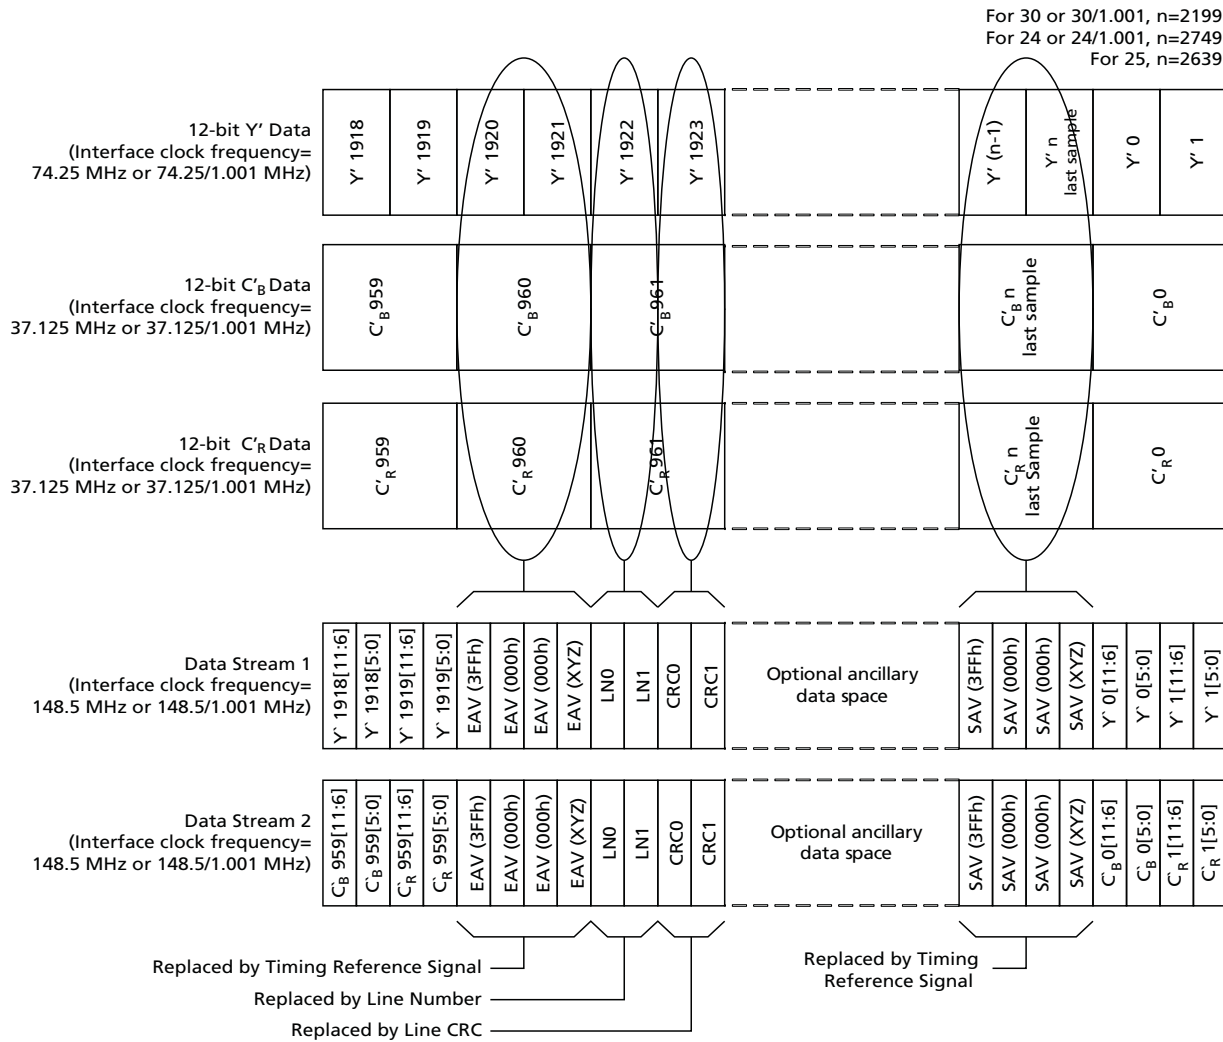 For 30 or 30/1.001, n=2199
For 24 or 24/1.001, n=2749
For 25, n=2639
12-bit Y' Data
(Interface clock frequency=
74.25 MHz or 74.25/1.001 MHz)
Y' 1918
Y' 1919
Y' 1920
Y' 1921
Y' 1922
Y' 1923
Y' (n-1)
Y' n
last sample
Y' 0
Y' 1
12-bit C'B Data
(Interface clock frequency=
37.125 MHz or 37.125/1.001 MHz)
C'B 959
C'B 960
C'B 961
C'B n
last sample
C'B 0
12-bit C'R Data
(Interface clock frequency=
37.125 MHz or 37.125/1.001 MHz)
C'R 959
C'R 960
C'R 961
C'R n
last Sample
C'R 0
Data Stream 1
(Interface clock frequency=
148.5 MHz or 148.5/1.001 MHz)
Y` 1918[11:6]
Y` 1918[5:0]
Y` 1919[11:6]
Y` 1919[5:0]
EAV (3FFh)
EAV (000h)
EAV (000h)
EAV (XYZ)
LN0
LN1
CRC0
CRC1
Optional ancillary
data space
SAV (3FFh)
SAV (000h)
SAV (000h)
SAV (XYZ)
Y` 0[11:6]
Y` 0[5:0]
Y` 1[11:6]
Y` 1[5:0]
Data Stream 2
(Interface clock frequency=
148.5 MHz or 148.5/1.001 MHz)
C`B 959[11:6]
C`B 959[5:0]
C`R 959[11:6]
C`R 959[5:0]
EAV (3FFh)
EAV (000h)
EAV (000h)
EAV (XYZ)
LN0
LN1
CRC0
CRC1
Optional ancillary
data space
SAV (3FFh)
SAV (000h)
SAV (000h)
SAV (XYZ)
C`B 0[11:6]
C`B 0[5:0]
C`R 1[11:6]
C`R 1[5:0]
Replaced by Timing Reference Signal
Replaced by Line Number
Replaced by Line CRC
Replaced by Timing
Reference Signal